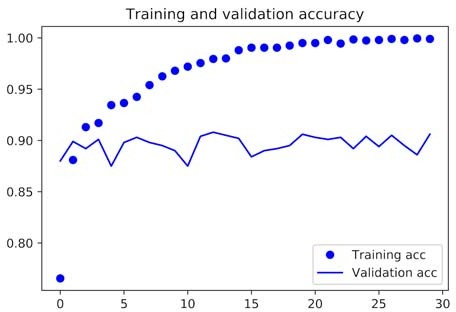 Training and validation accuracy
1.00
0.95
0.90
0.85
0.80
Training acc
Validation acc
0 5 10 15 20 25 30